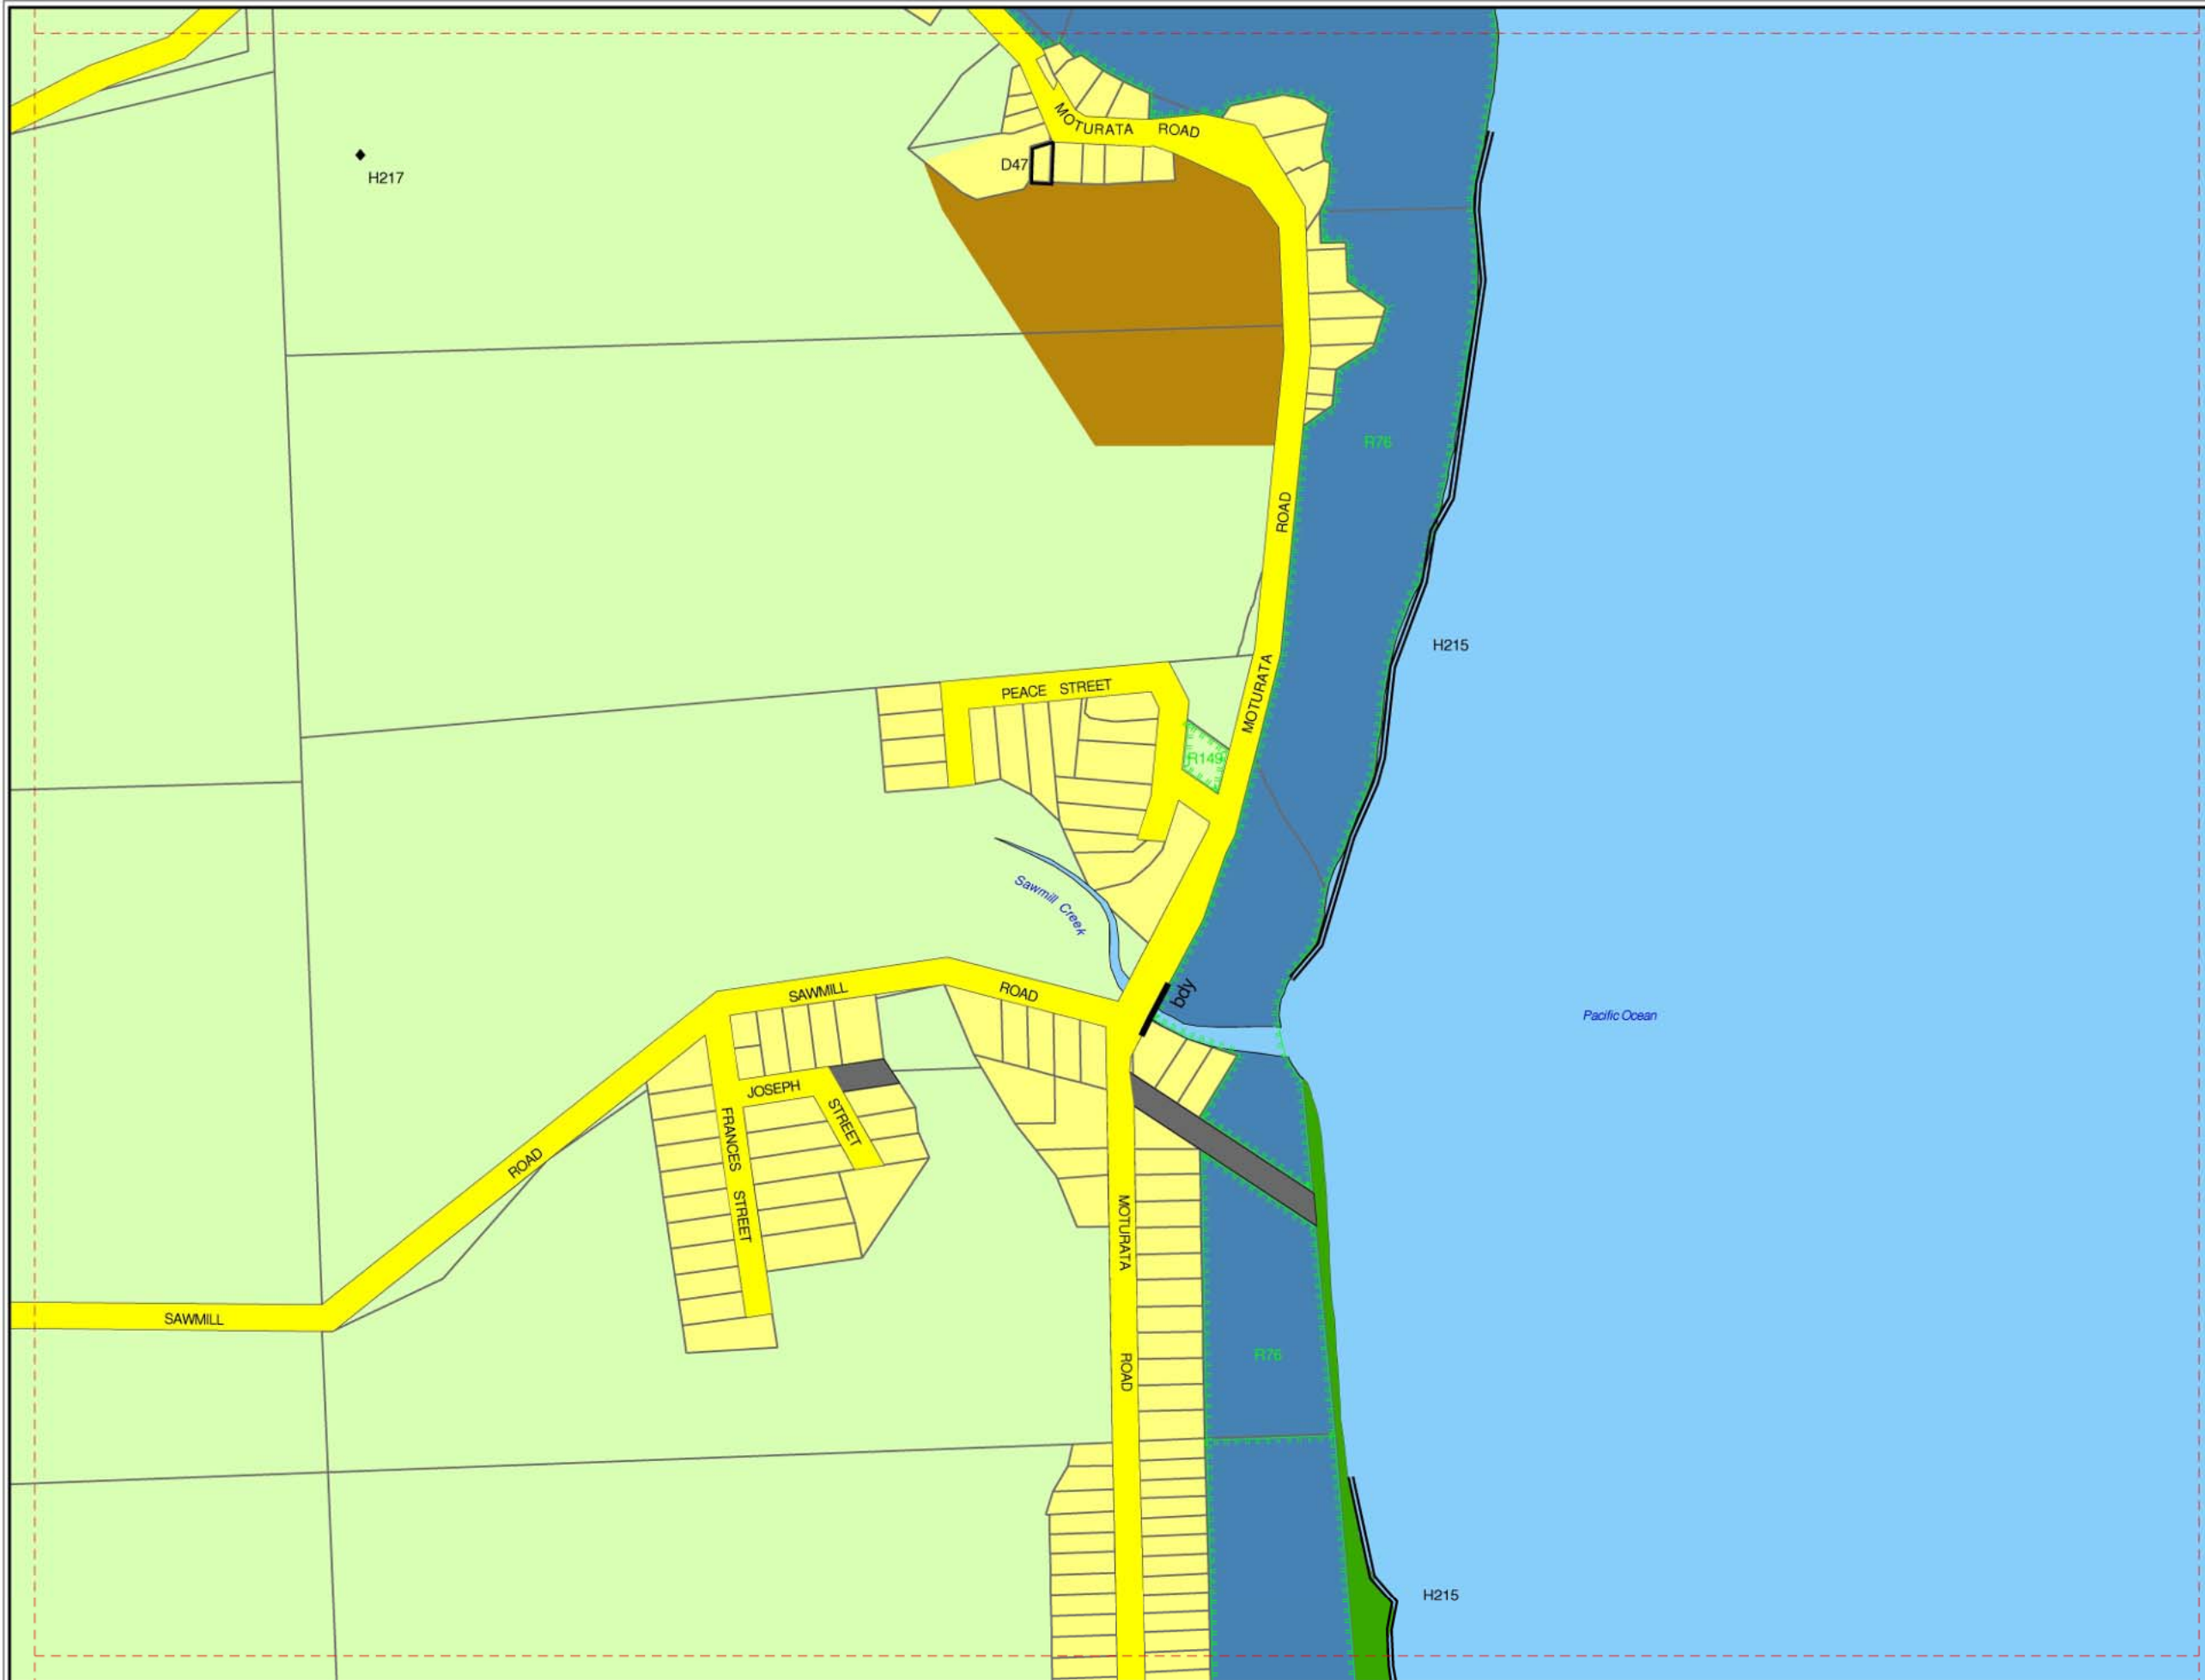 MOTURATA ROAD
D47
H217
R76
ROAD
H215
MOTURATA
PEACE STREET
R149
Sawmill Creek
bdy
SAWMILL ROAD
Pacific Ocean
JOSEPH
STREET
FRANCES STREET
ROAD
MOTURATA
SAWMILL
R76
ROAD
H215